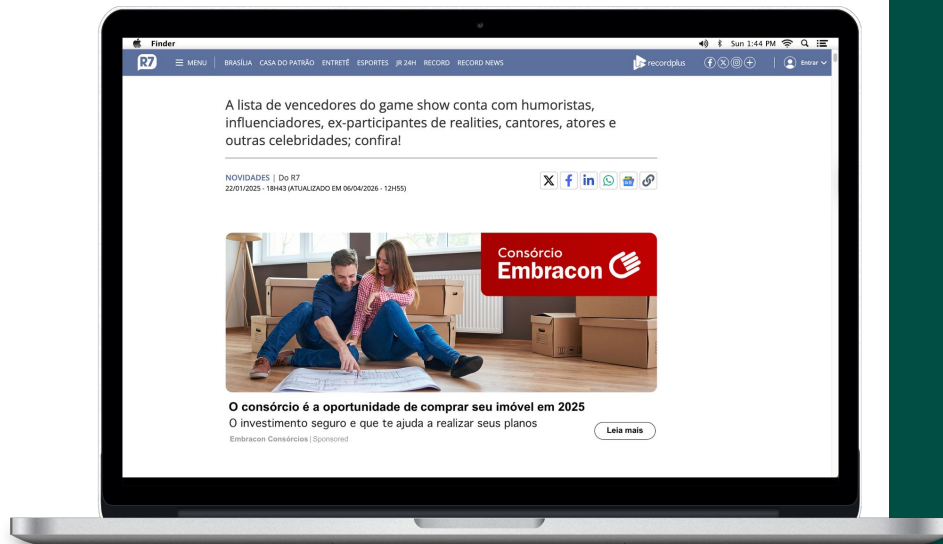 Finder
Sun 1:44 PM
R7 MENU BRASÍLIA CASA DO PATRÃO ENTRETÊ ESPORTES JR 24H RECORD RECORD NEWS recordplus Entrar
A lista de vencedores do game show conta com humoristas,
influenciadores, ex-participantes de realities, cantores, atores e
outras celebridades; confira!
NOVIDADES | Do R7
22/01/2025 - 18H43 (ATUALIZADO EM 06/04/2026 - 12H55)
Consórcio
Embracon
O consórcio é a oportunidade de comprar seu imóvel em 2025
O investimento seguro e que te ajuda a realizar seus planos
Leia mais
Embracon Consórcios | Sponsored